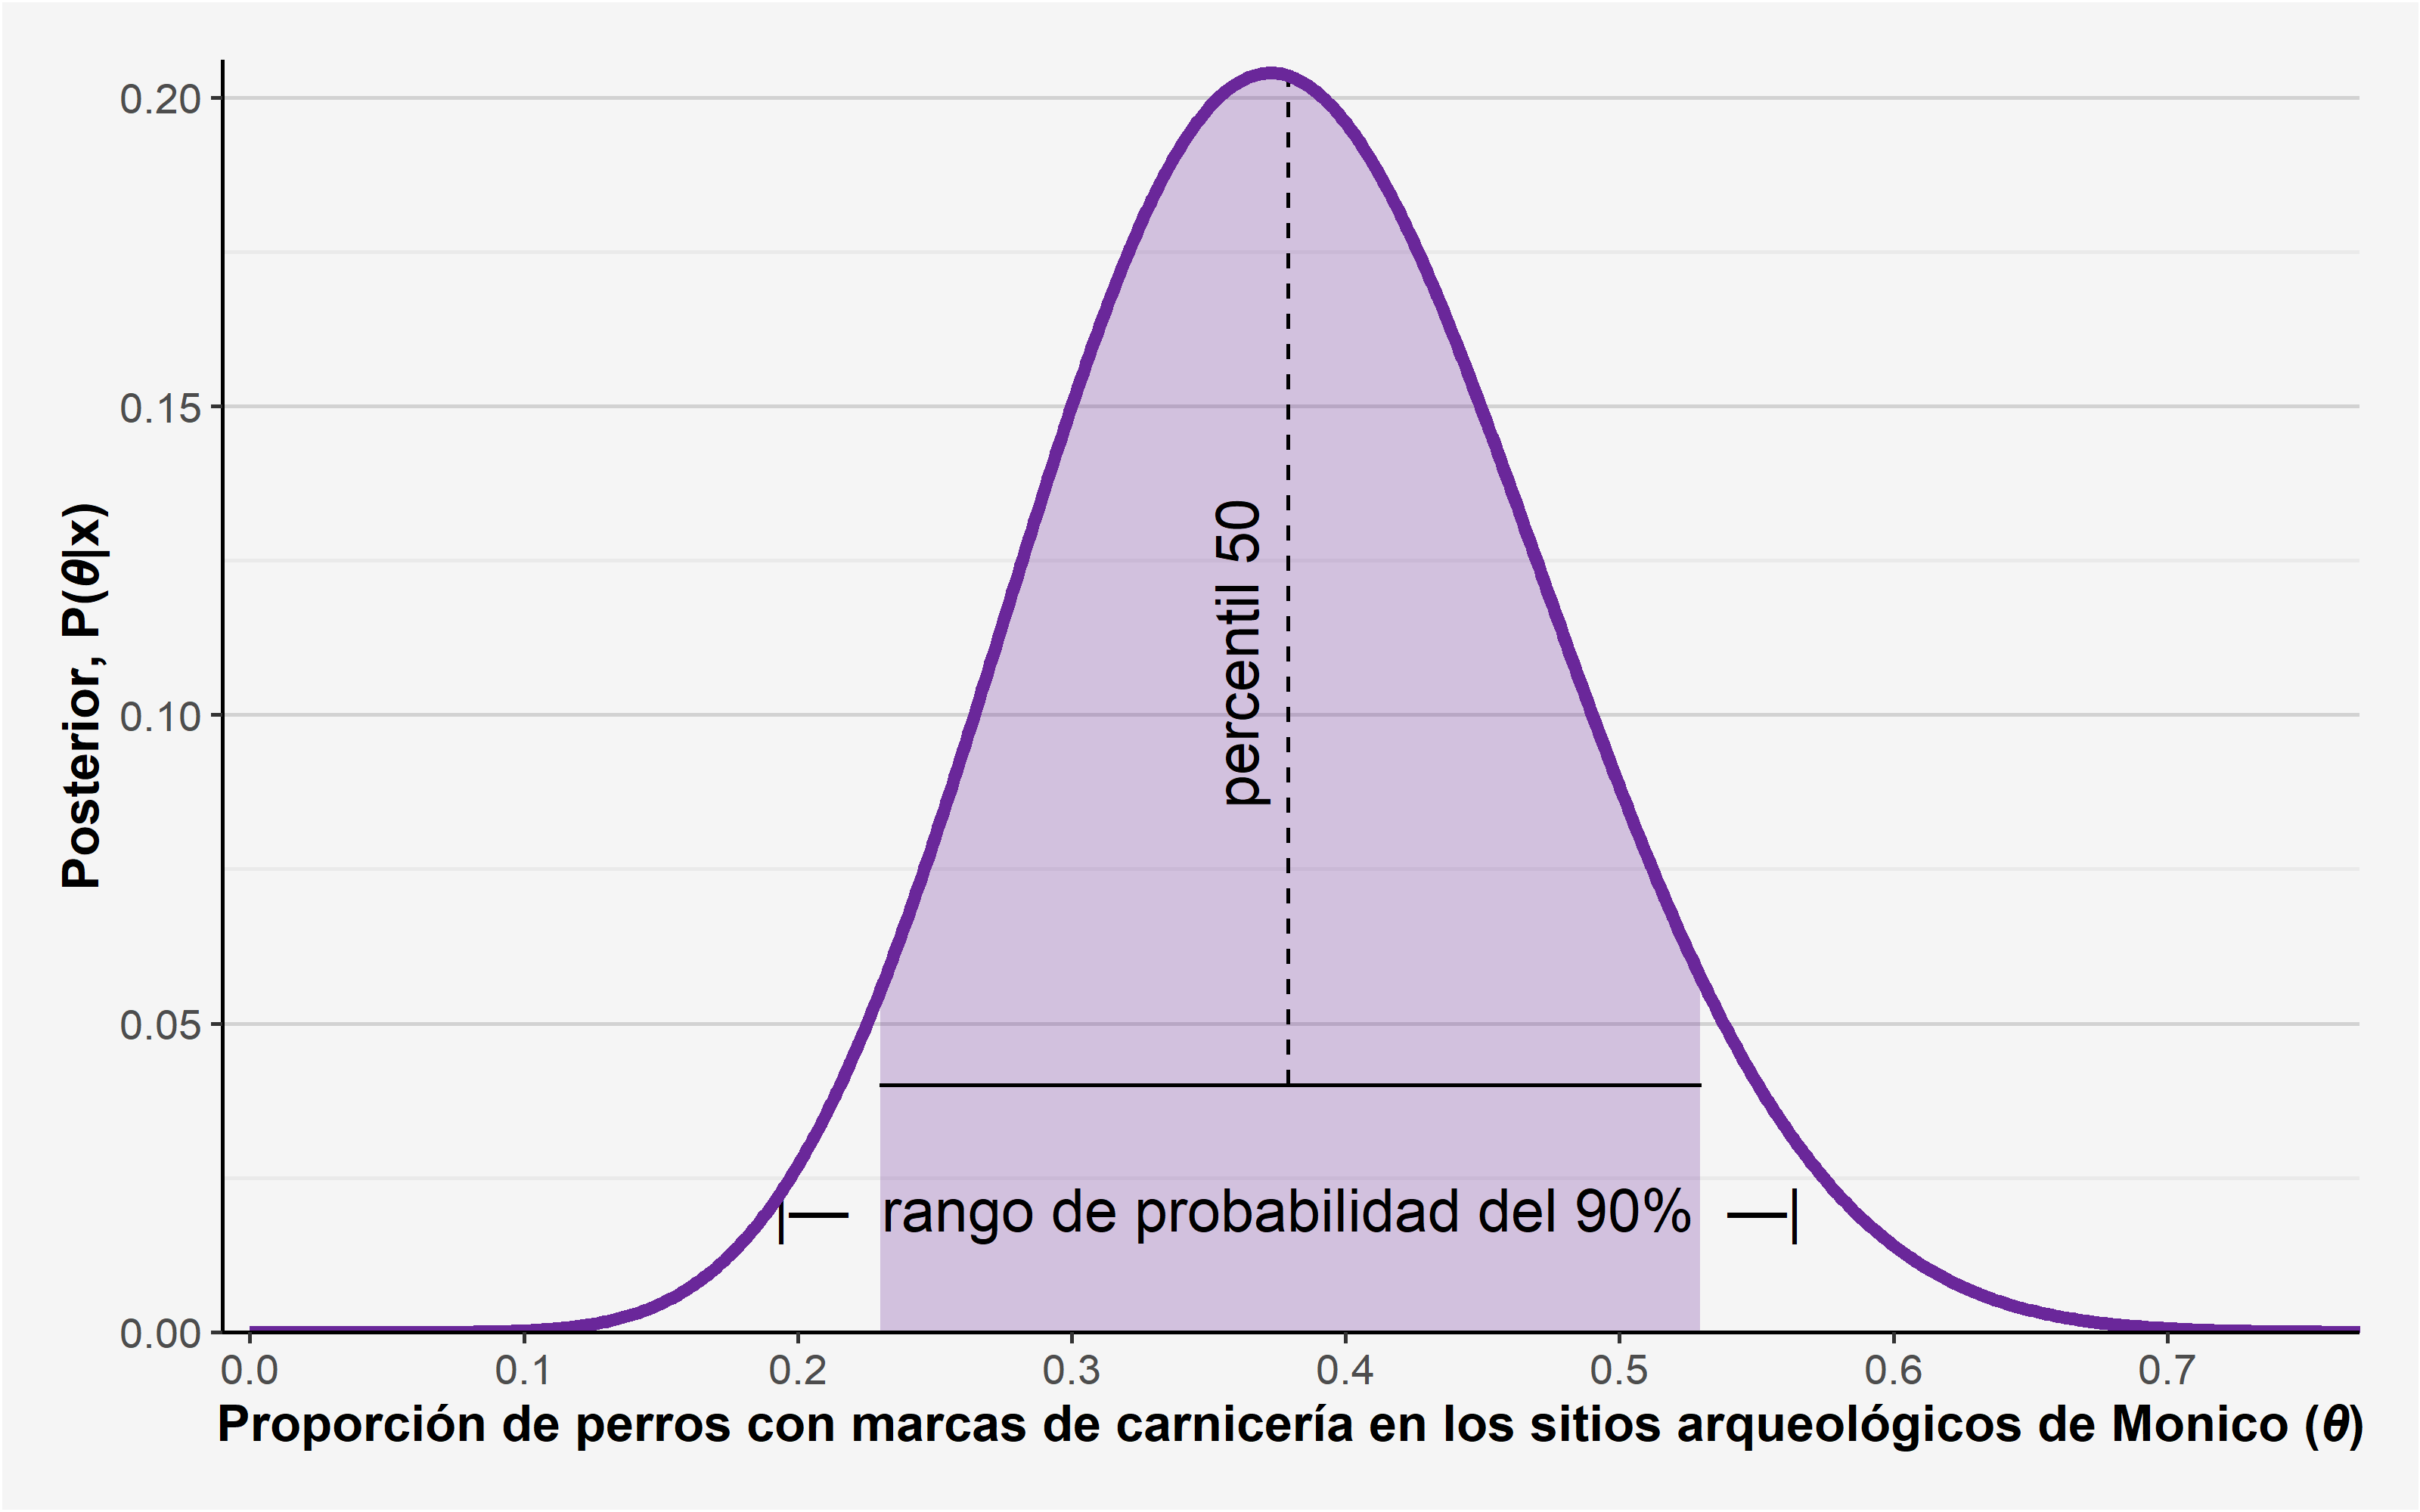 Posterior, P(θ|x)
0.20
0.15
0.10
0.05
0.00
percentil 50
|— rango de probabilidad del 90% —|
0.0 0.1 0.2 0.3 0.4 0.5 0.6 0.7
Proporción de perros con marcas de carnicería en los sitios arqueológicos de Monico (θ)